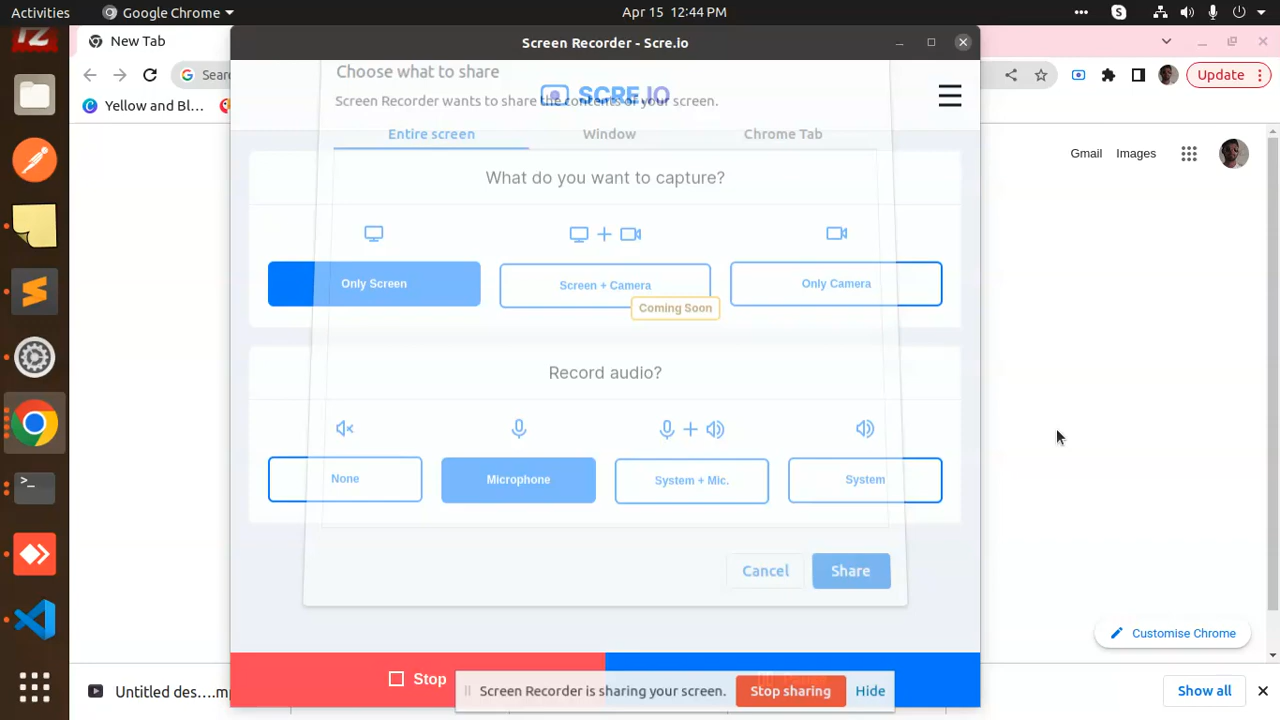 Activities
Google Chrome
Apr 15 12:44 PM
New Tab
Screen Recorder - Scre.io
Sear
Update
Yellow and Bl...
Choose what to share
SCRE.IO
Screen Recorder wants to share the contents of your screen.
Entire screen
Window
Chrome Tab
Gmail
Images
What do you want to capture?
Only Screen
Screen + Camera
Only Camera
Coming Soon
Record audio?
None
Microphone
System + Mic.
System
Cancel
Share
Customise Chrome
Stop
Screen Recorder is sharing your screen.
Stop sharing
Hide
Untitled des....m
Show all